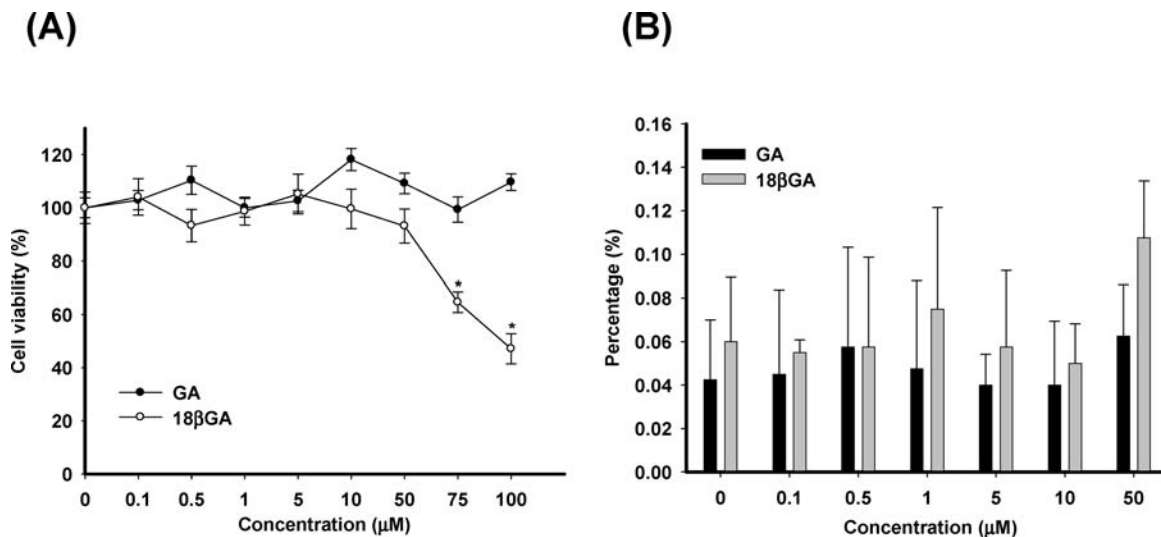 (A)
Cell viability (%)
120
100
80
60
40
20
0
*
*
GA
18βGA
0 0.1 0.5 1 5 10 50 75 100
Concentration (μM)
(B)
Percentage (%)
0.16
0.14
0.12
0.10
0.08
0.06
0.04
0.02
0.00
GA
18βGA
0 0.1 0.5 1 5 10 50
Concentration (μM)